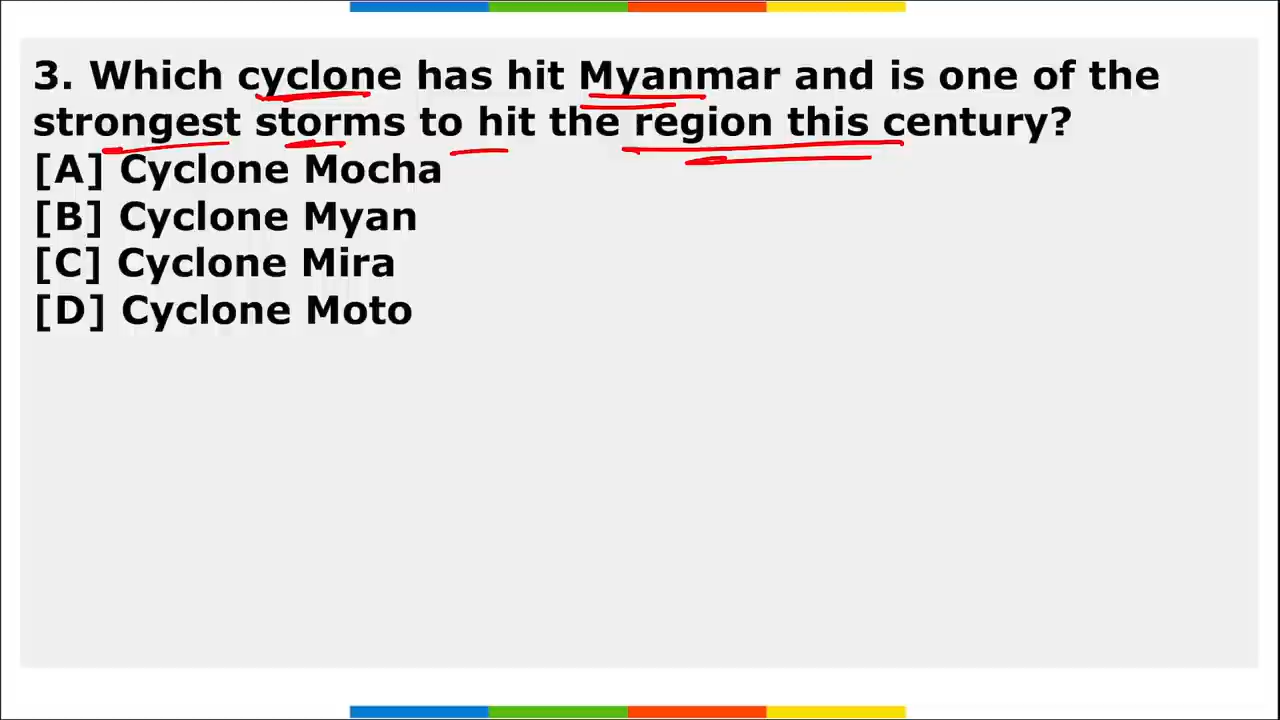 3. Which cyclone has hit Myanmar and is one of the
strongest storms to hit the region this century?
[A] Cyclone Mocha
[B] Cyclone Myan
[C] Cyclone Mira
[D] Cyclone Moto